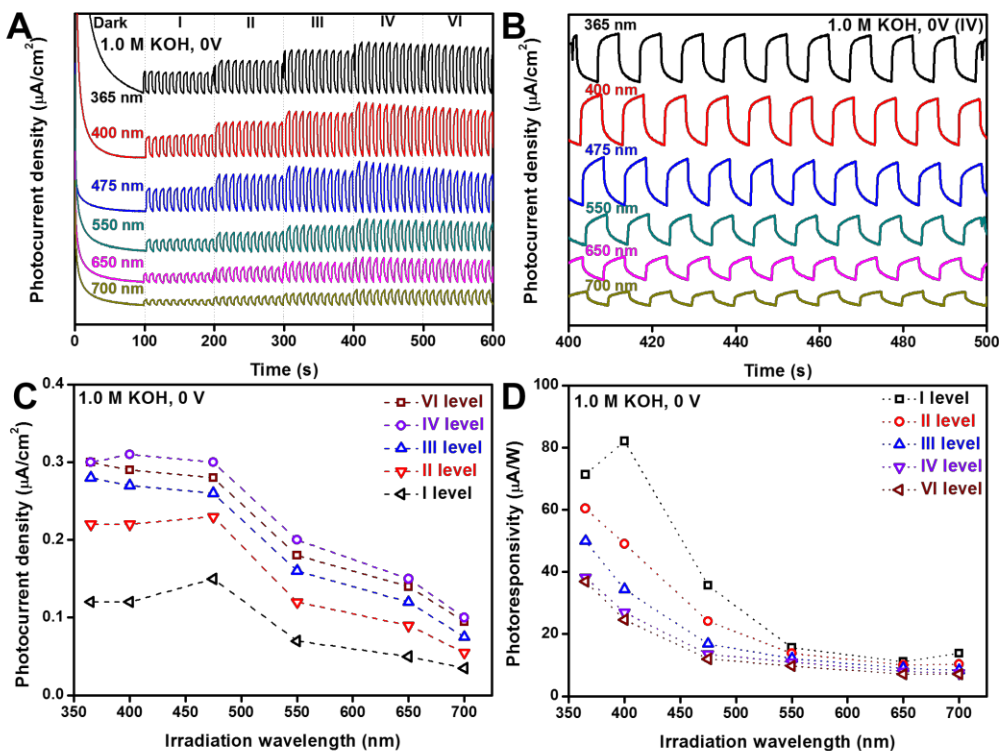 A
Dark I II III IV VI
1.0 M KOH, 0V
365 nm
400 nm
475 nm
550 nm
650 nm
700 nm
0 100 200 300 400 500 600
Time (s)
Photocurrent density (μA/cm²)
B
365 nm
1.0 M KOH, 0V (IV)
400 nm
475 nm
550 nm
650 nm
700 nm
400 420 440 460 480 500
Time (s)
Photocurrent density (μA/cm²)
C
1.0 M KOH, 0 V
VI level
IV level
III level
II level
I level
0.4
0.3
0.2
0.1
0.0
350 400 450 500 550 600 650 700
Irradiation wavelength (nm)
Photocurrent density (μA/cm²)
D
1.0 M KOH, 0 V
I level
II level
III level
IV level
VI level
100
80
60
40
20
0
350 400 450 500 550 600 650 700
Irradiation wavelength (nm)
Photoresponsivity (μA/W)